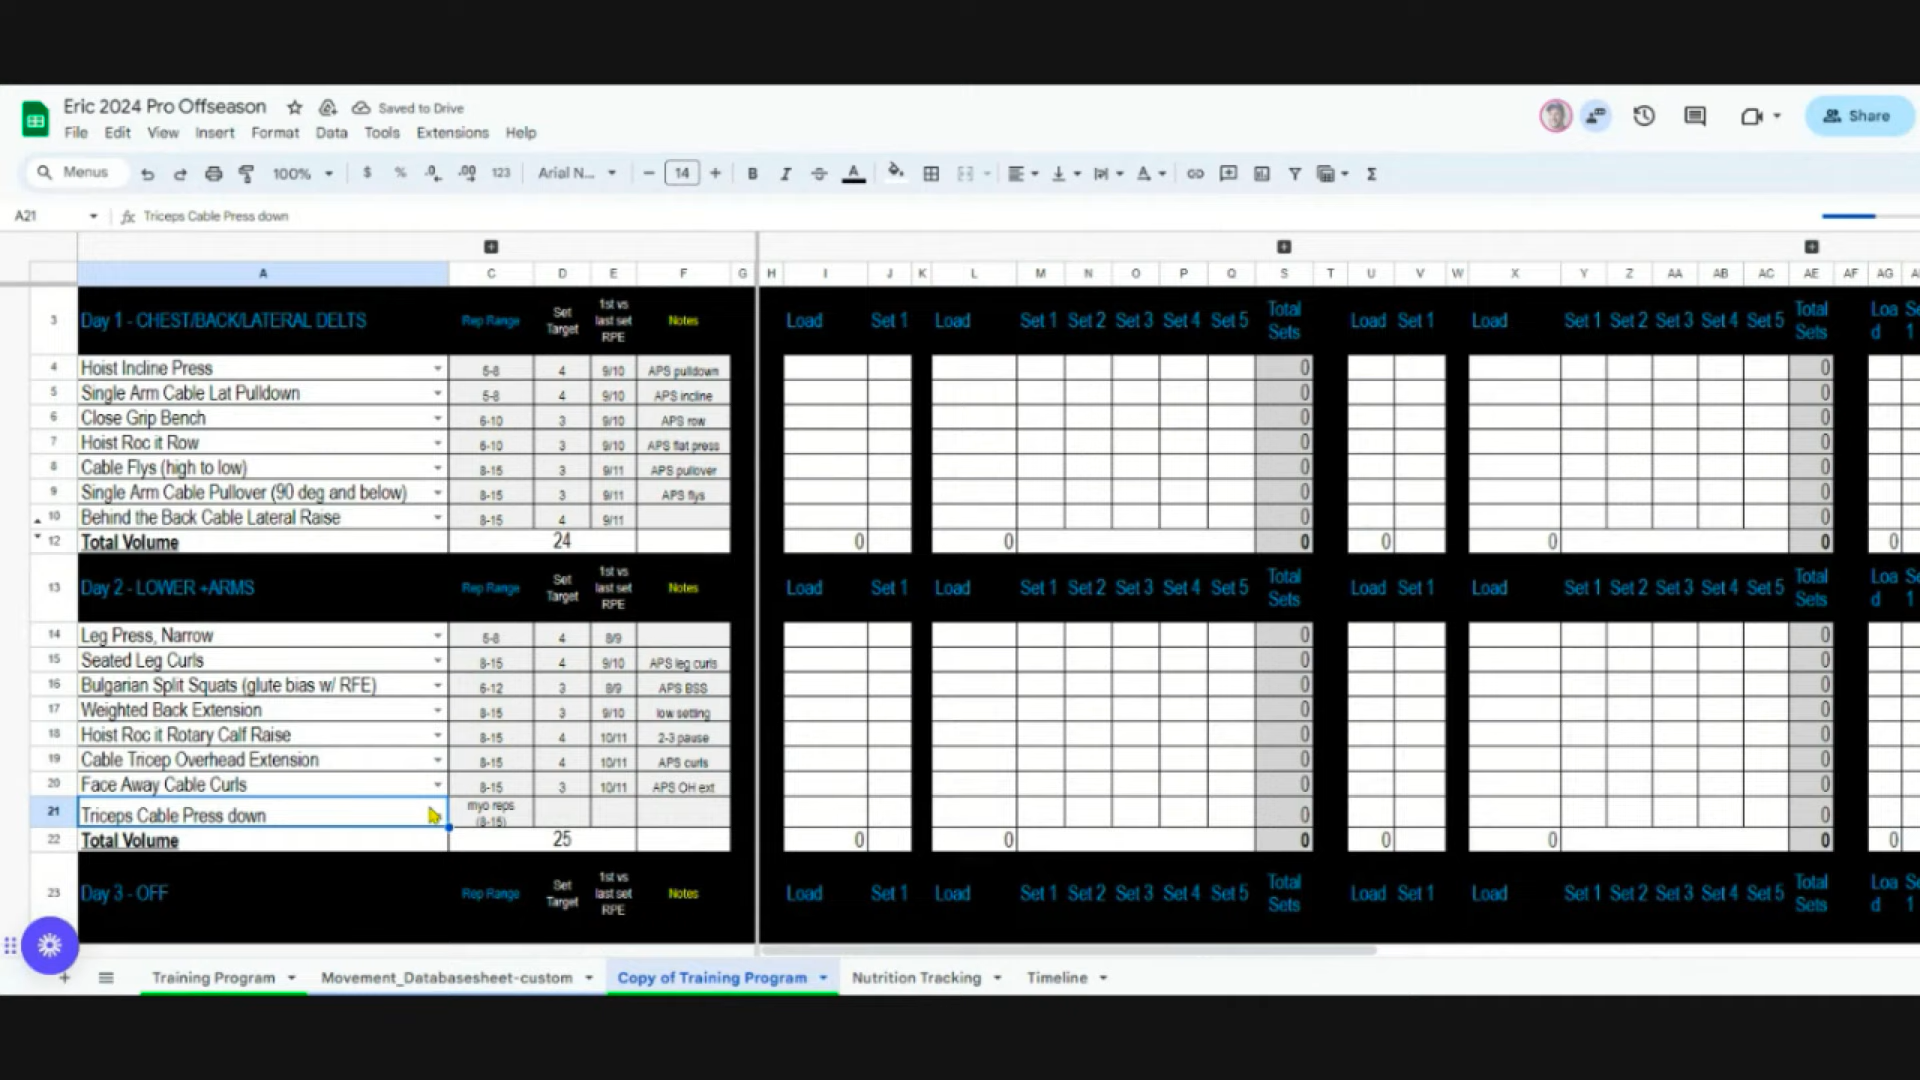 Eric 2024 Pro Offseason Saved to Drive
File Edit View Insert Format Data Tools Extensions Help
Share
Menus 100% $ % .0 .00 123 Arial N... 14 B I A Σ
A21 fx Triceps Cable Press down
A C D E F G H I J K L M N O P Q S T U V W X Y Z AA AB AC AE AF AG
3 Day 1 - CHEST/BACK/LATERAL DELTS Rep Range Set Target 1st vs last set RPE Notes Load Set 1 Load Set 1 Set 2 Set 3 Set 4 Set 5 Total Sets Load Set 1 Load Set 1 Set 2 Set 3 Set 4 Set 5 Total Sets Loa d Se 1
4 Hoist Incline Press 5-8 4 9/10 APS pulldown 0 0
5 Single Arm Cable Lat Pulldown 5-8 4 9/10 APS incline 0 0
6 Close Grip Bench 6-10 3 9/10 APS row 0 0
7 Hoist Roc it Row 6-10 3 9/10 APS flat press 0 0
8 Cable Flys (high to low) 8-15 3 9/11 APS pullover 0 0
9 Single Arm Cable Pullover (90 deg and below) 8-15 3 9/11 APS flys 0 0
10 Behind the Back Cable Lateral Raise 8-15 4 9/11 0 0
12 Total Volume 24 0 0 0 0 0 0 0
13 Day 2 - LOWER +ARMS Rep Range Set Target 1st vs last set RPE Notes Load Set 1 Load Set 1 Set 2 Set 3 Set 4 Set 5 Total Sets Load Set 1 Load Set 1 Set 2 Set 3 Set 4 Set 5 Total Sets Loa d Se 1
14 Leg Press, Narrow 5-8 4 8/9 0 0
15 Seated Leg Curls 8-15 4 9/10 APS leg curls 0 0
16 Bulgarian Split Squats (glute bias w/ RFE) 6-12 3 8/9 APS BSS 0 0
17 Weighted Back Extension 8-15 3 9/10 low setting 0 0
18 Hoist Roc it Rotary Calf Raise 8-15 4 10/11 2-3 pause 0 0
19 Cable Tricep Overhead Extension 8-15 4 10/11 APS curls 0 0
20 Face Away Cable Curls 8-15 3 10/11 APS OH ext 0 0
21 Triceps Cable Press down myo reps (8-15) 0 0
22 Total Volume 25 0 0 0 0 0 0 0
23 Day 3 - OFF Rep Range Set Target 1st vs last set RPE Notes Load Set 1 Load Set 1 Set 2 Set 3 Set 4 Set 5 Total Sets Load Set 1 Load Set 1 Set 2 Set 3 Set 4 Set 5 Total Sets Loa d Se 1
Training Program Movement_Databasesheet-custom Copy of Training Program Nutrition Tracking Timeline